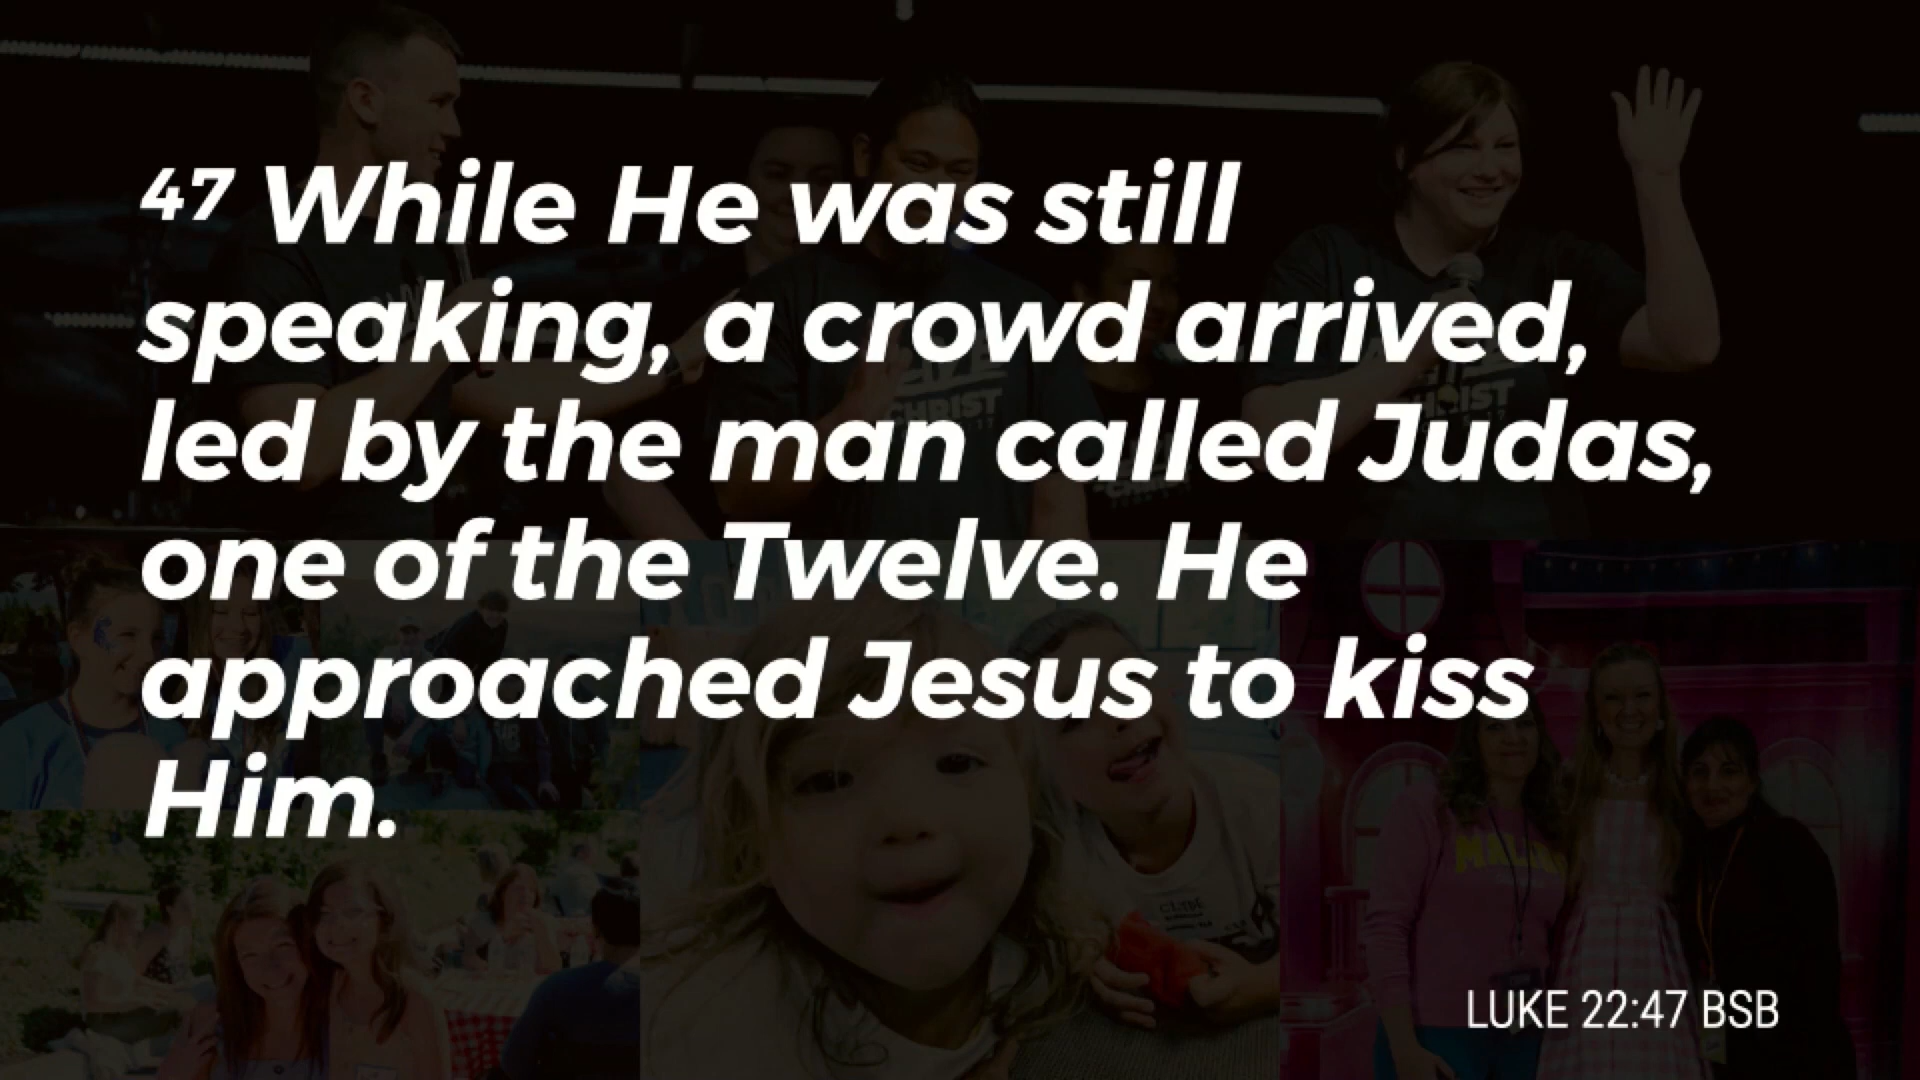 47 While He was still
speaking, a crowd arrived,
led by the man called Judas,
one of the Twelve. He
approached Jesus to kiss
Him.
LUKE 22:47 BSB
CHRIST